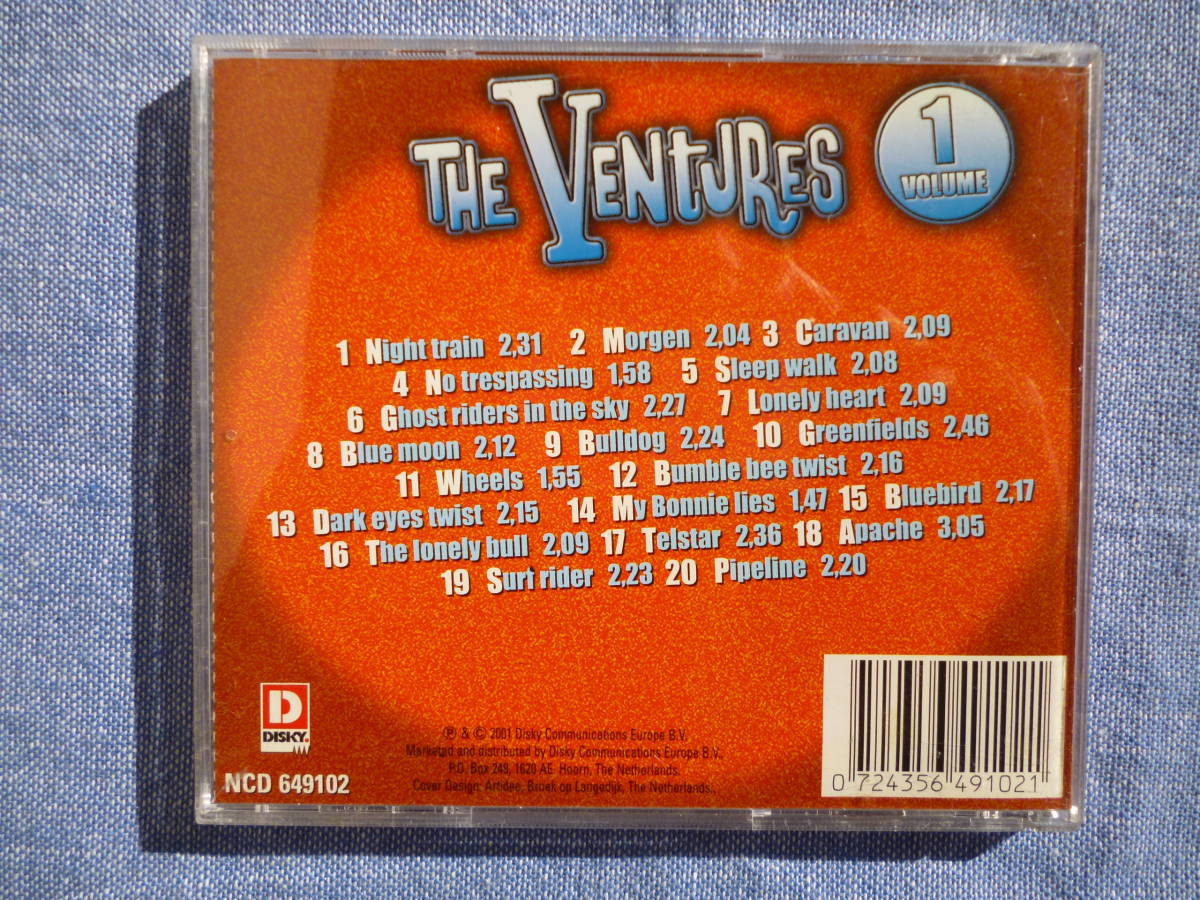 THE VENTURES
1
VOLUME
1 Night train 2,31 2 Morgen 2,04 3 Caravan 2,09
4 No trespassing 1,58 5 Sleep walk 2,08
6 Ghost riders in the sky 2,27 7 Lonely heart 2,09
8 Blue moon 2,12 9 Bulldog 2,24 10 Greenfields 2,46
11 Wheels 1,55 12 Bumble bee twist 2,16
13 Dark eyes twist 2,15 14 My Bonnie lies 1,47 15 Bluebird 2,17
16 The lonely bull 2,09 17 Telstar 2,36 18 Apache 3,05
19 Surf rider 2,23 20 Pipeline 2,20
D
DISKY®
NCD 649102
℗ & © 2001 Disky Communications Europe B.V.
Marketed and distributed by Disky Communications Europe B.V.,
P.O. Box 249, 1620 AE Hoorn, The Netherlands.
Cover Design: Artidee, Broek op Langedijk, The Netherlands.
0 724356 491021